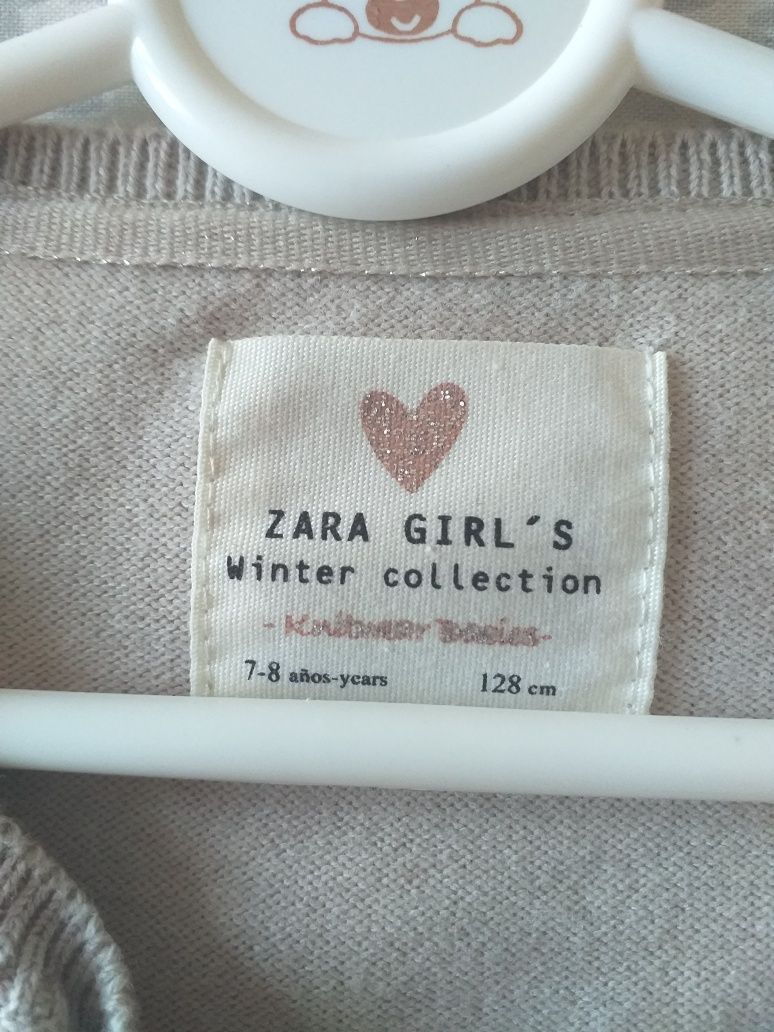 ZARA GIRL´S
Winter collection
- Knitwear Basics -
7-8 años-years 128 cm